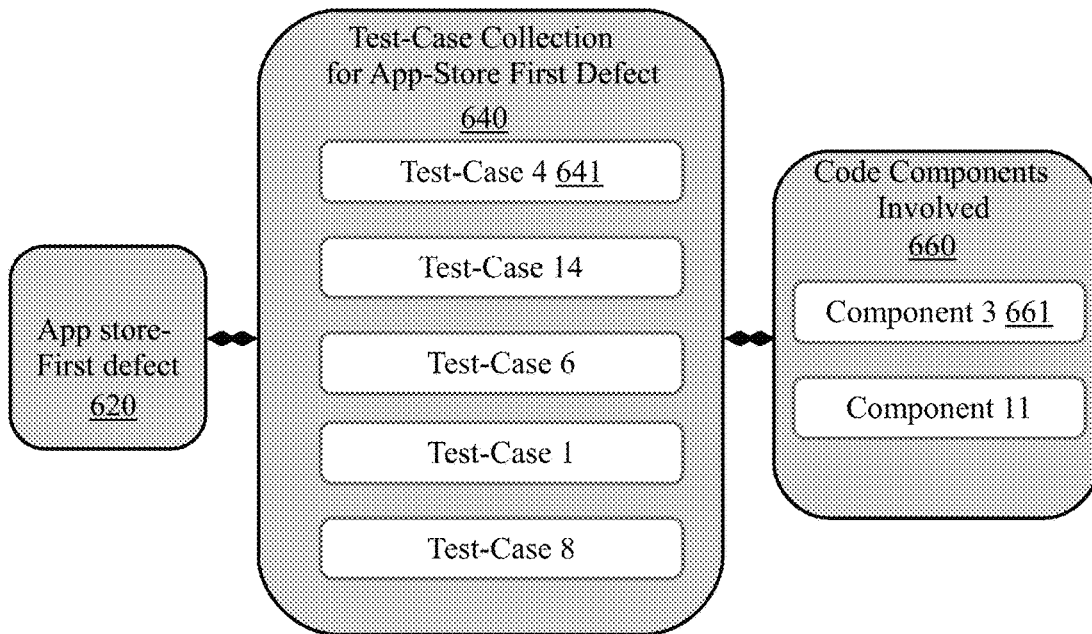 App store-
First defect
620
Test-Case Collection
for App-Store First Defect
640
Test-Case 4 641
Test-Case 14
Test-Case 6
Test-Case 1
Test-Case 8
Code Components
Involved
660
Component 3 661
Component 11